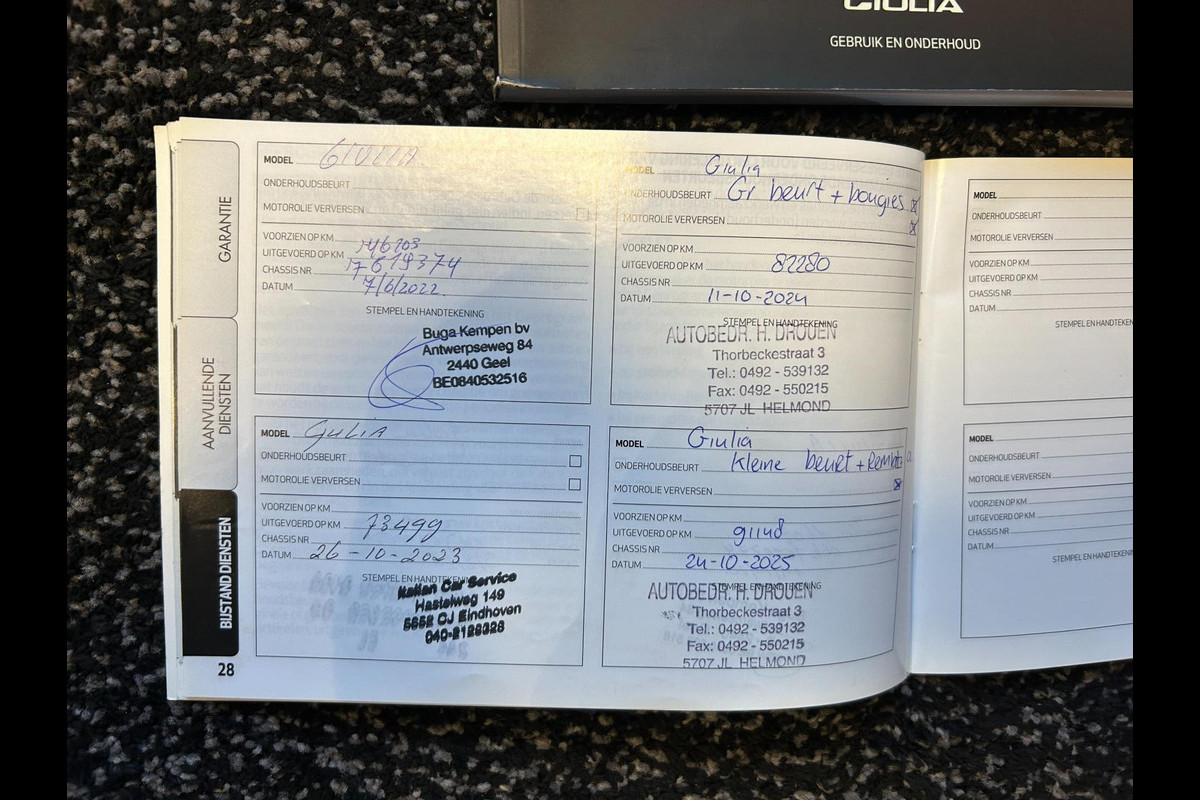 GIULIA
GEBRUIK EN ONDERHOUD
GARANTIE
AANVULLENDE
DIENSTEN
BIJSTAND DIENSTEN
28
MODEL GIULIA
ONDERHOUDSBEURT
MOTOROLIE VERVERSEN
VOORZIEN OP KM
UITGEVOERD OP KM 46703
CHASSIS NR 7619374
DATUM 7/6/2022
STEMPEL EN HANDTEKENING
Buga Kempen bv
Antwerpseweg 84
2440 Geel
BE0840532516
MODEL GiuLiA
ONDERHOUDSBEURT
MOTOROLIE VERVERSEN
VOORZIEN OP KM
UITGEVOERD OP KM 73499
CHASSIS NR
DATUM 26-10-2023
STEMPEL EN HANDTEKENING
Italian Car Service
Hastelweg 149
5652 CJ Eindhoven
040-2128328
MODEL Giulia
ONDERHOUDSBEURT Gr beurt + bougies
MOTOROLIE VERVERSEN
VOORZIEN OP KM
UITGEVOERD OP KM 82280
CHASSIS NR
DATUM 11-10-2024
STEMPEL EN HANDTEKENING
AUTOBEDR. H. DROUEN
Thorbeckestraat 3
Tel.: 0492 - 539132
Fax: 0492 - 550215
5707 JL HELMOND
MODEL Giulia
ONDERHOUDSBEURT Kleine beurt +
MOTOROLIE VERVERSEN
VOORZIEN OP KM
UITGEVOERD OP KM
CHASSIS NR
DATUM 24-10-2025
STEMPEL EN HANDTEKENING
AUTOBEDR. H. DROUEN
Thorbeckestraat 3
Tel.: 0492 - 539132
Fax: 0492 - 550215
5707 JL HELMOND
MODEL
ONDERHOUDSBEURT
MOTOROLIE VERVERSEN
VOORZIEN OP KM
UITGEVOERD OP KM
CHASSIS NR
DATUM
STEMPEL EN HANDTEKEN
MODEL
ONDERHOUDSBEURT
MOTOROLIE VERVERSEN
VOORZIEN OP KM
UITGEVOERD OP KM
CHASSIS NR
DATUM
STEMPEL EN HANDTEKEN